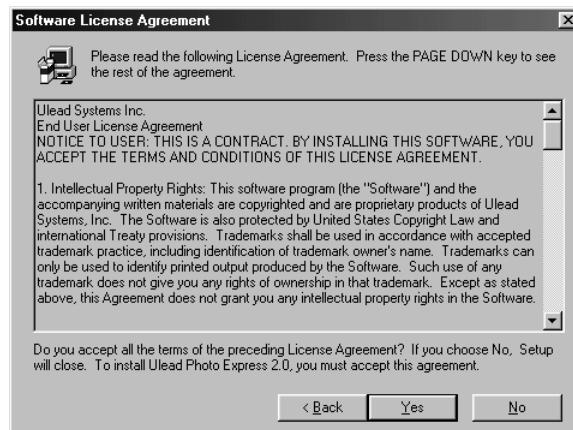 Software License Agreement
Please read the following License Agreement. Press the PAGE DOWN key to see
the rest of the agreement.
Ulead Systems Inc.
End User License Agreement
NOTICE TO USER: THIS IS A CONTRACT. BY INSTALLING THIS SOFTWARE, YOU
ACCEPT THE TERMS AND CONDITIONS OF THIS LICENSE AGREEMENT.
1. Intellectual Property Rights: This software program (the "Software") and the
accompanying written materials are copyrighted and are proprietary products of Ulead
Systems, Inc. The Software is also protected by United States Copyright Law and
international Treaty provisions. Trademarks shall be used in accordance with accepted
trademark practice, including identification of trademark owner's name. Trademarks can
only be used to identify printed output produced by the Software. Such use of any
trademark does not give you any rights of ownership in that trademark. Except as stated
above, this Agreement does not grant you any intellectual property rights in the Software.
Do you accept all the terms of the preceding License Agreement? If you choose No, Setup
will close. To install Ulead Photo Express 2.0, you must accept this agreement.
< Back Yes No